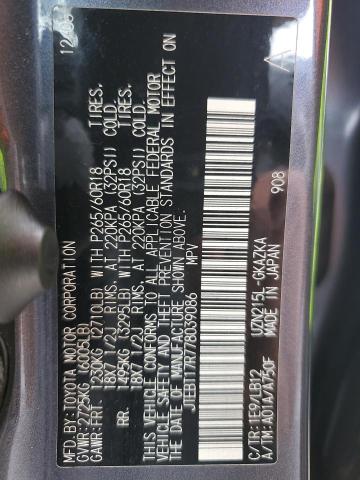 MFD.BY:TOYOTA MOTOR CORPORATION 12/06
GVWR:2725KG (6005LB)
GAWR:FRT. 1230KG (2710LB) WITH P265/60R18 TIRES,
18X7 1/2J RIMS, AT 220KPA (32PSI) COLD.
RR. 1495KG (3295LB) WITH P265/60R18 TIRES,
18X7 1/2J RIMS, AT 220KPA (32PSI) COLD.
THIS VEHICLE CONFORMS TO ALL APPLICABLE FEDERAL MOTOR
VEHICLE SAFETY AND THEFT PREVENTION STANDARDS IN EFFECT
ON THE DATE OF MANUFACTURE SHOWN ABOVE.
JTEBT17R778039086 MPV
C/TR:1E9/LB12 UZN215L-GKAZKA
A/TM:A01A/A750F MADE IN JAPAN
908